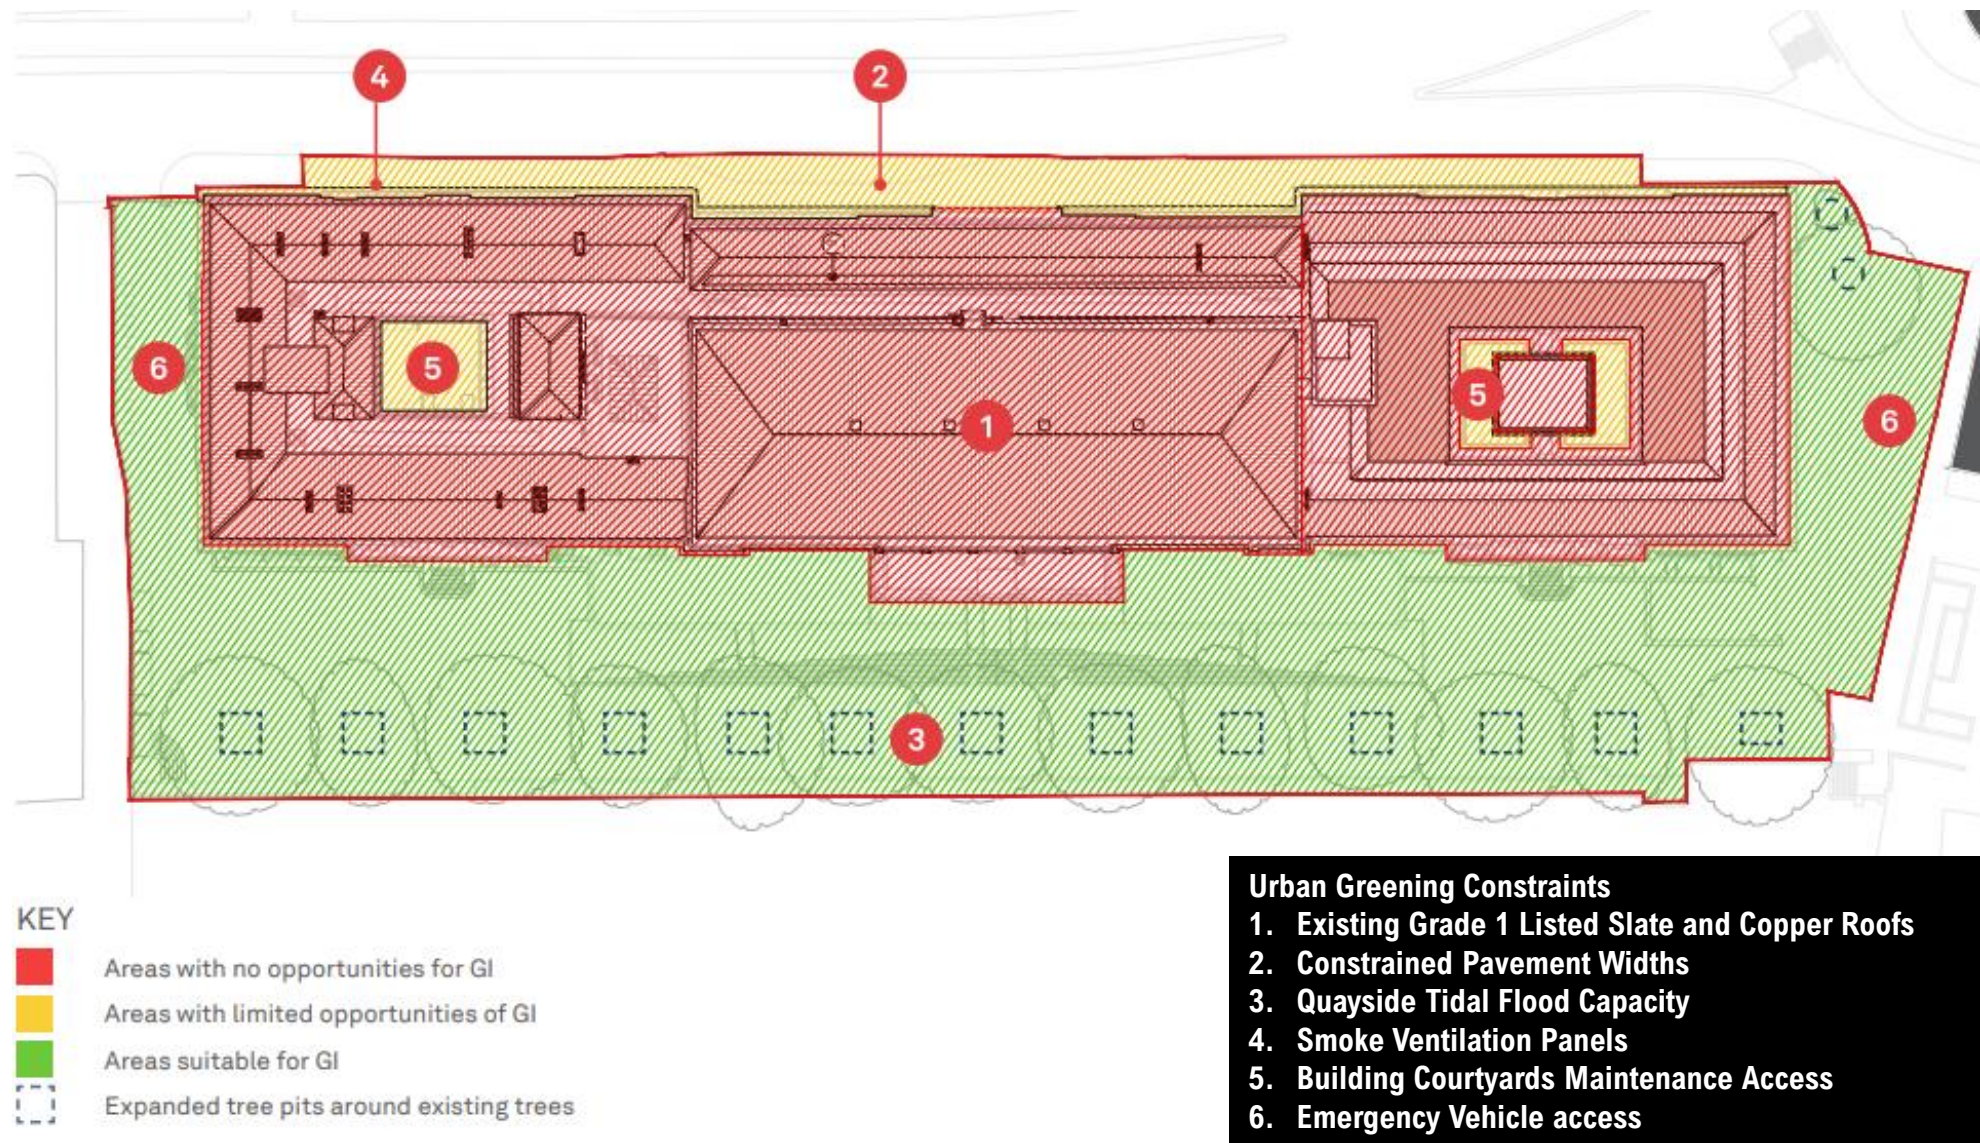 4
2
6
5
1
5
6
3
KEY
Areas with no opportunities for GI
Areas with limited opportunities of GI
Areas suitable for GI
Expanded tree pits around existing trees
Urban Greening Constraints
1. Existing Grade 1 Listed Slate and Copper Roofs
2. Constrained Pavement Widths
3. Quayside Tidal Flood Capacity
4. Smoke Ventilation Panels
5. Building Courtyards Maintenance Access
6. Emergency Vehicle access